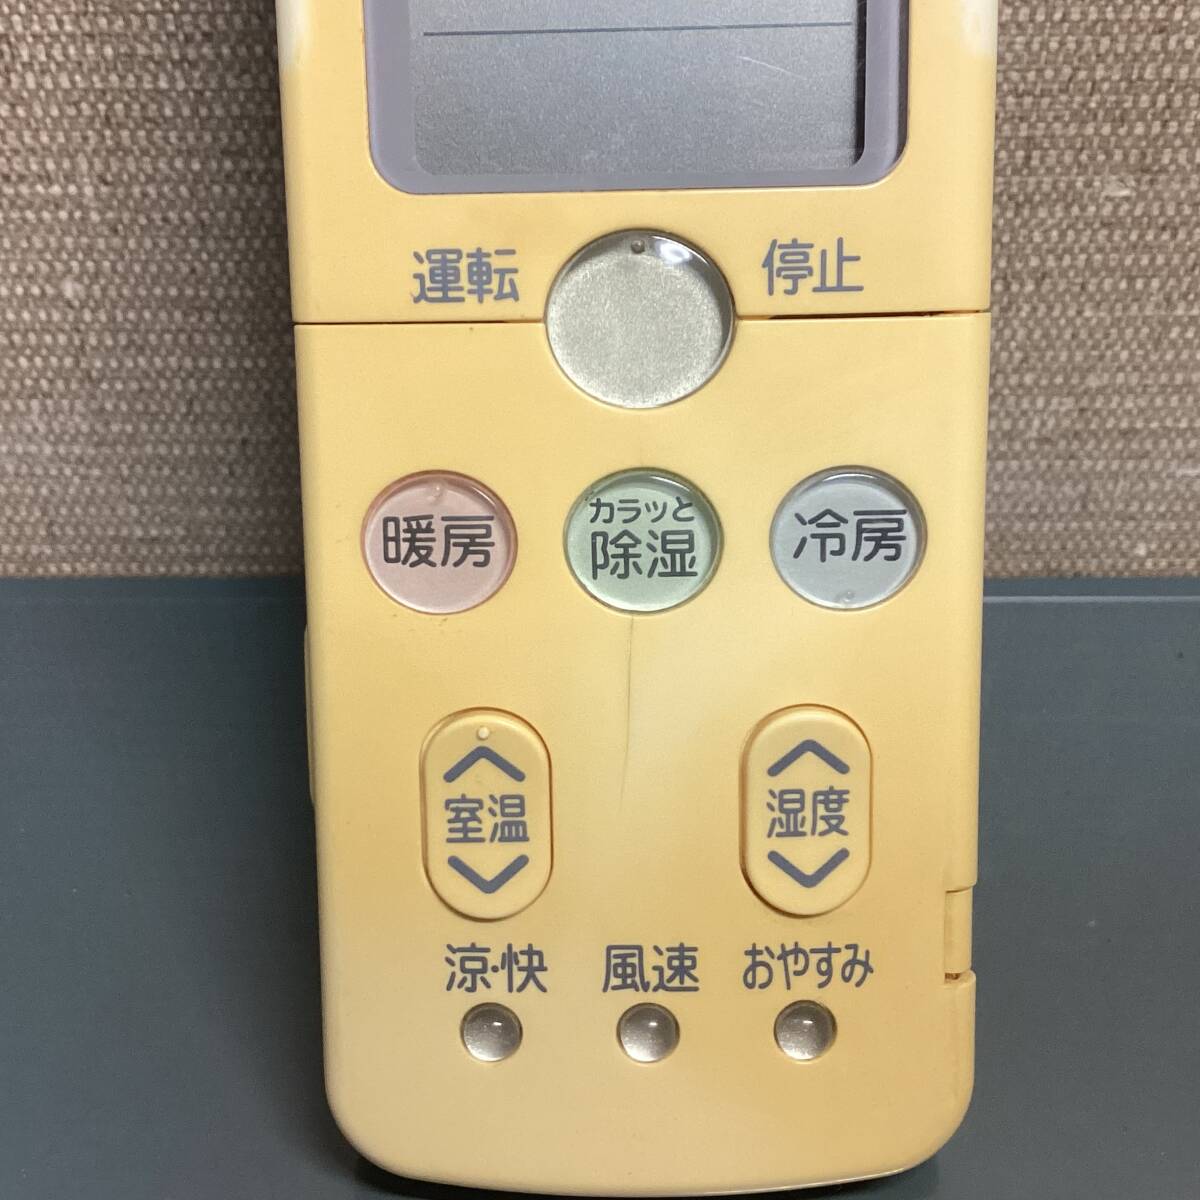 運転 停止
暖房
カラッと
除湿
冷房
室温
湿度
涼・快 風速 おやすみ